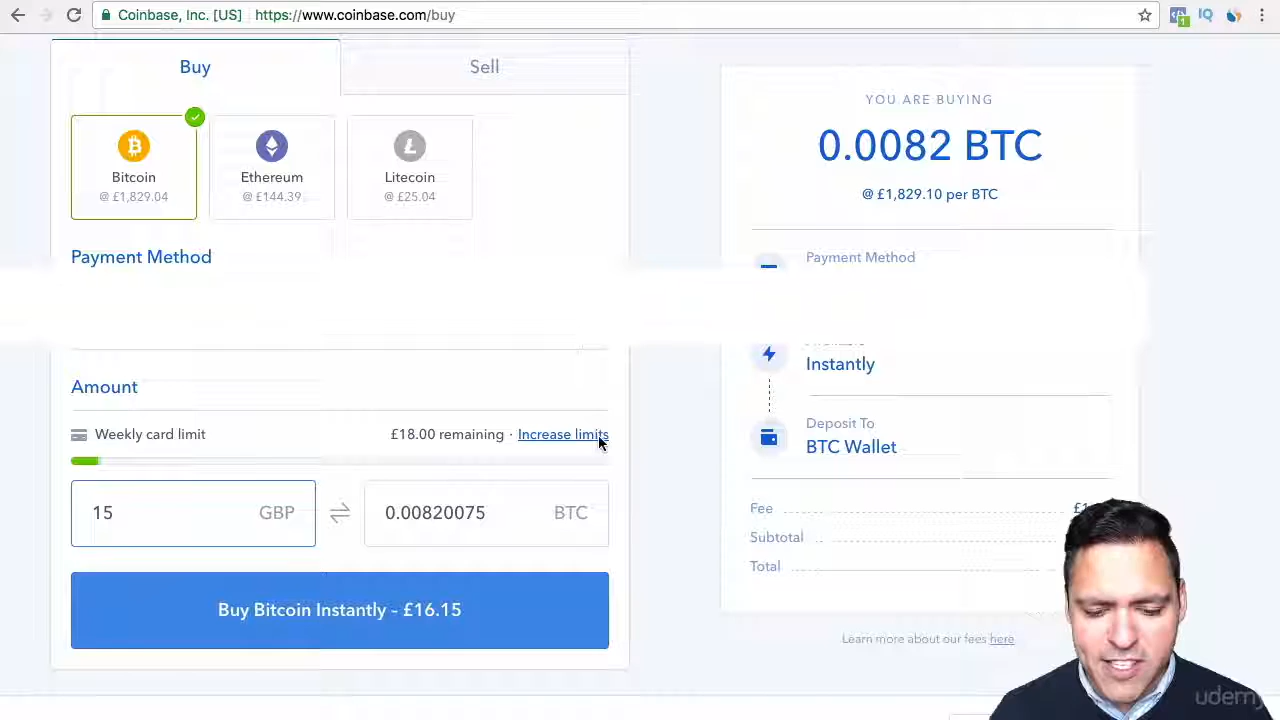 Coinbase, Inc. [US] https://www.coinbase.com/buy
IQ
1
Buy
Sell
Bitcoin
@ £1,829.04
Ethereum
@ £144.39
Litecoin
@ £25.04
Payment Method
Amount
Weekly card limit
£18.00 remaining · Increase limits
15 GBP
0.00820075 BTC
Buy Bitcoin Instantly – £16.15
YOU ARE BUYING
0.0082 BTC
@ £1,829.10 per BTC
Payment Method
Instantly
Deposit To
BTC Wallet
Fee
Subtotal
Total
Learn more about our fees here
udemy